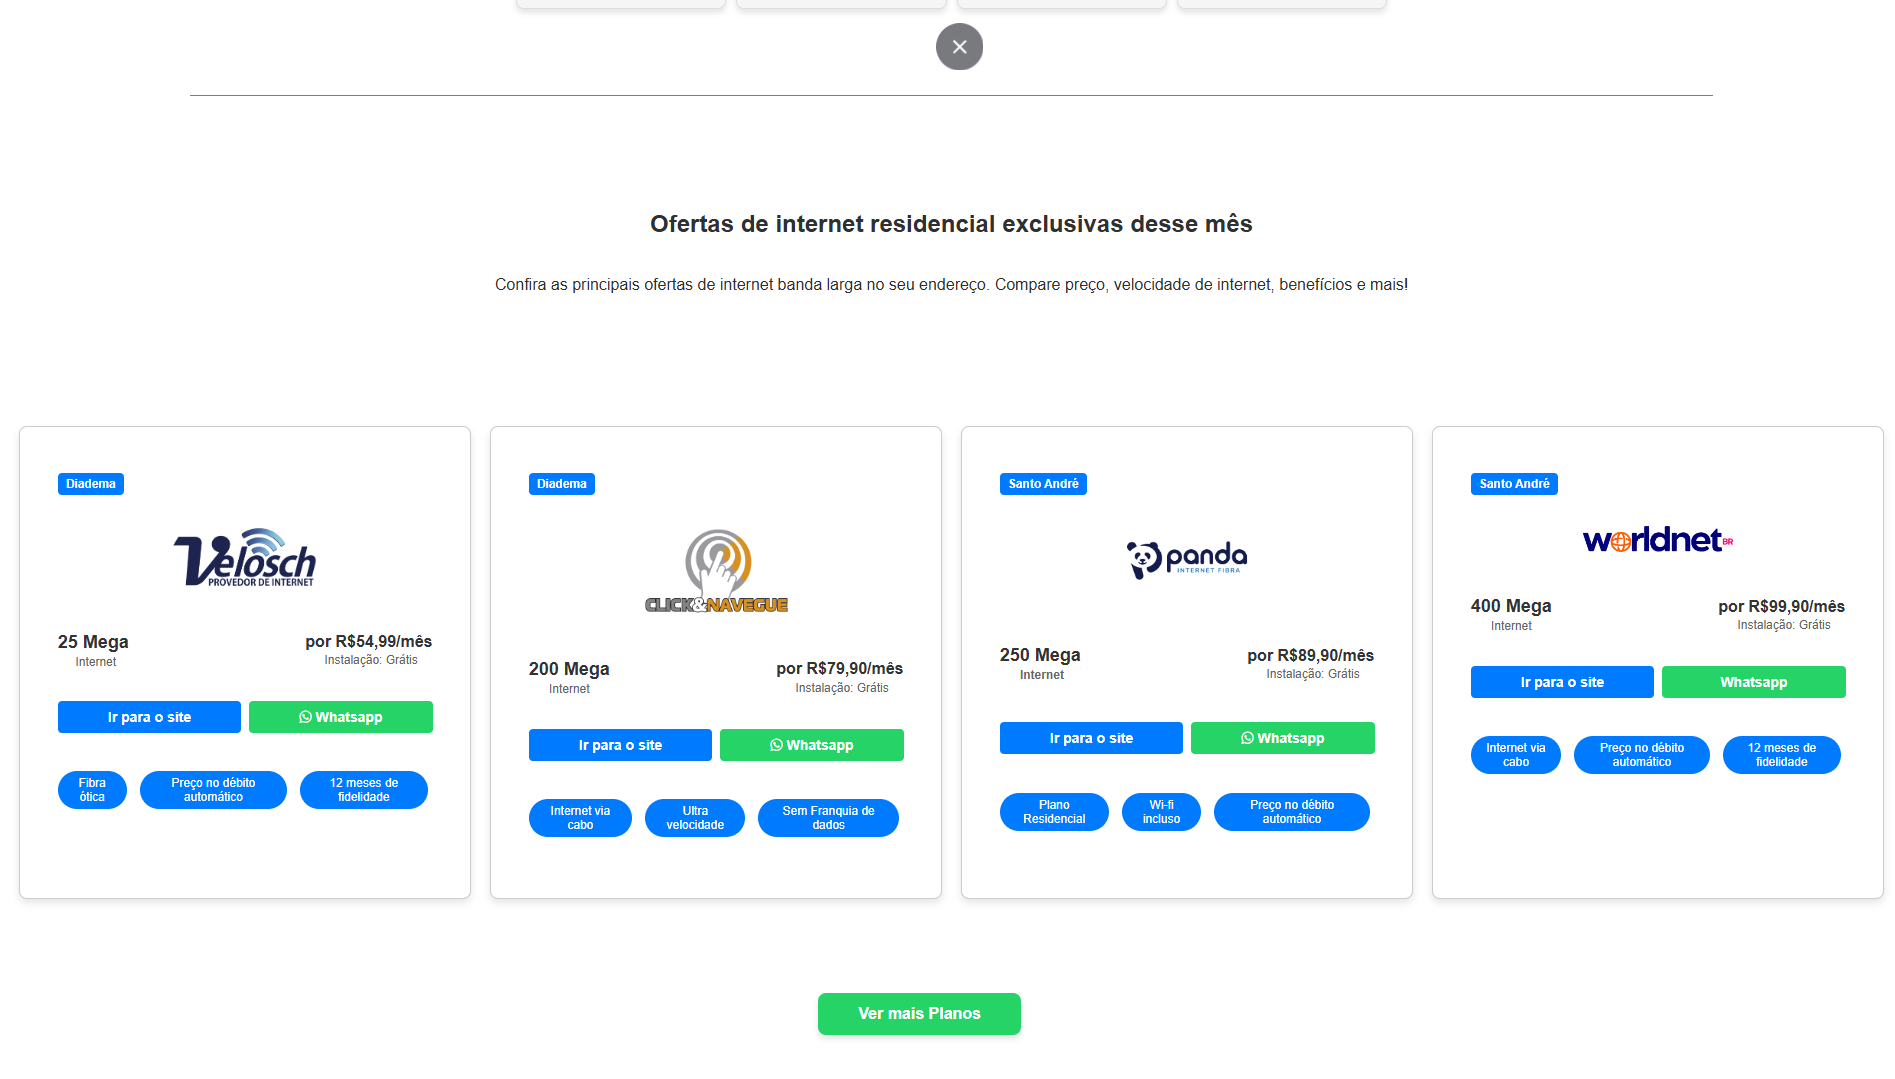 Ofertas de internet residencial exclusivas desse mês
Confira as principais ofertas de internet banda larga no seu endereço. Compare preço, velocidade de internet, benefícios e mais!
Diadema
Velosch
PROVEDOR DE INTERNET
25 Mega
Internet
por R$54,99/mês
Instalação: Grátis
Ir para o site
Whatsapp
Fibra
ótica
Preço no débito
automático
12 meses de
fidelidade
Diadema
CLICK&NAVEGUE
200 Mega
Internet
por R$79,90/mês
Instalação: Grátis
Ir para o site
Whatsapp
Internet via
cabo
Ultra
velocidade
Sem Franquia de
dados
Santo André
panda
INTERNET FIBRA
250 Mega
Internet
por R$89,90/mês
Instalação: Grátis
Ir para o site
Whatsapp
Plano
Residencial
Wi-fi
incluso
Preço no débito
automático
Santo André
worldnet BR
400 Mega
Internet
por R$99,90/mês
Instalação: Grátis
Ir para o site
Whatsapp
Internet via
cabo
Preço no débito
automático
12 meses de
fidelidade
Ver mais Planos